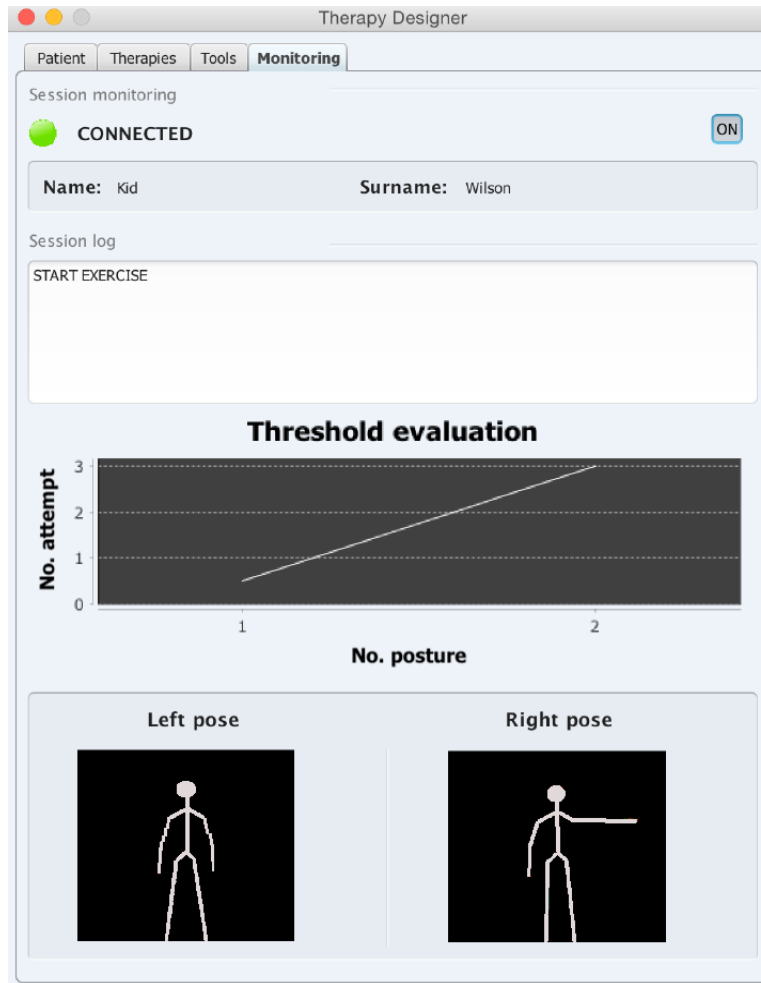 Therapy Designer
Patient Therapies Tools Monitoring
Session monitoring
CONNECTED ON
Name: Kid Surname: Wilson
Session log
START EXERCISE
Threshold evaluation
No. attempt
3
2
1
0
1 2
No. posture
Left pose Right pose